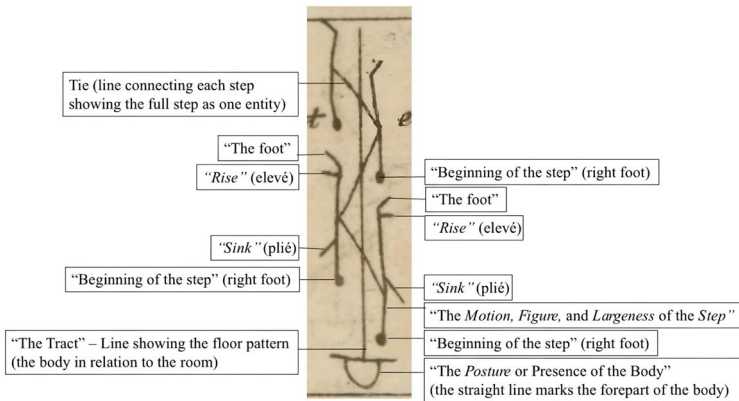 Tie (line connecting each step
showing the full step as one entity)
t
e
“The foot”
“Rise” (elevé)
“Sink” (plié)
“Beginning of the step” (right foot)
“The Tract” – Line showing the floor pattern
(the body in relation to the room)
“Beginning of the step” (right foot)
“The foot”
“Rise” (elevé)
“Sink” (plié)
“The Motion, Figure, and Largeness of the Step”
“Beginning of the step” (right foot)
“The Posture or Presence of the Body”
(the straight line marks the forepart of the body)